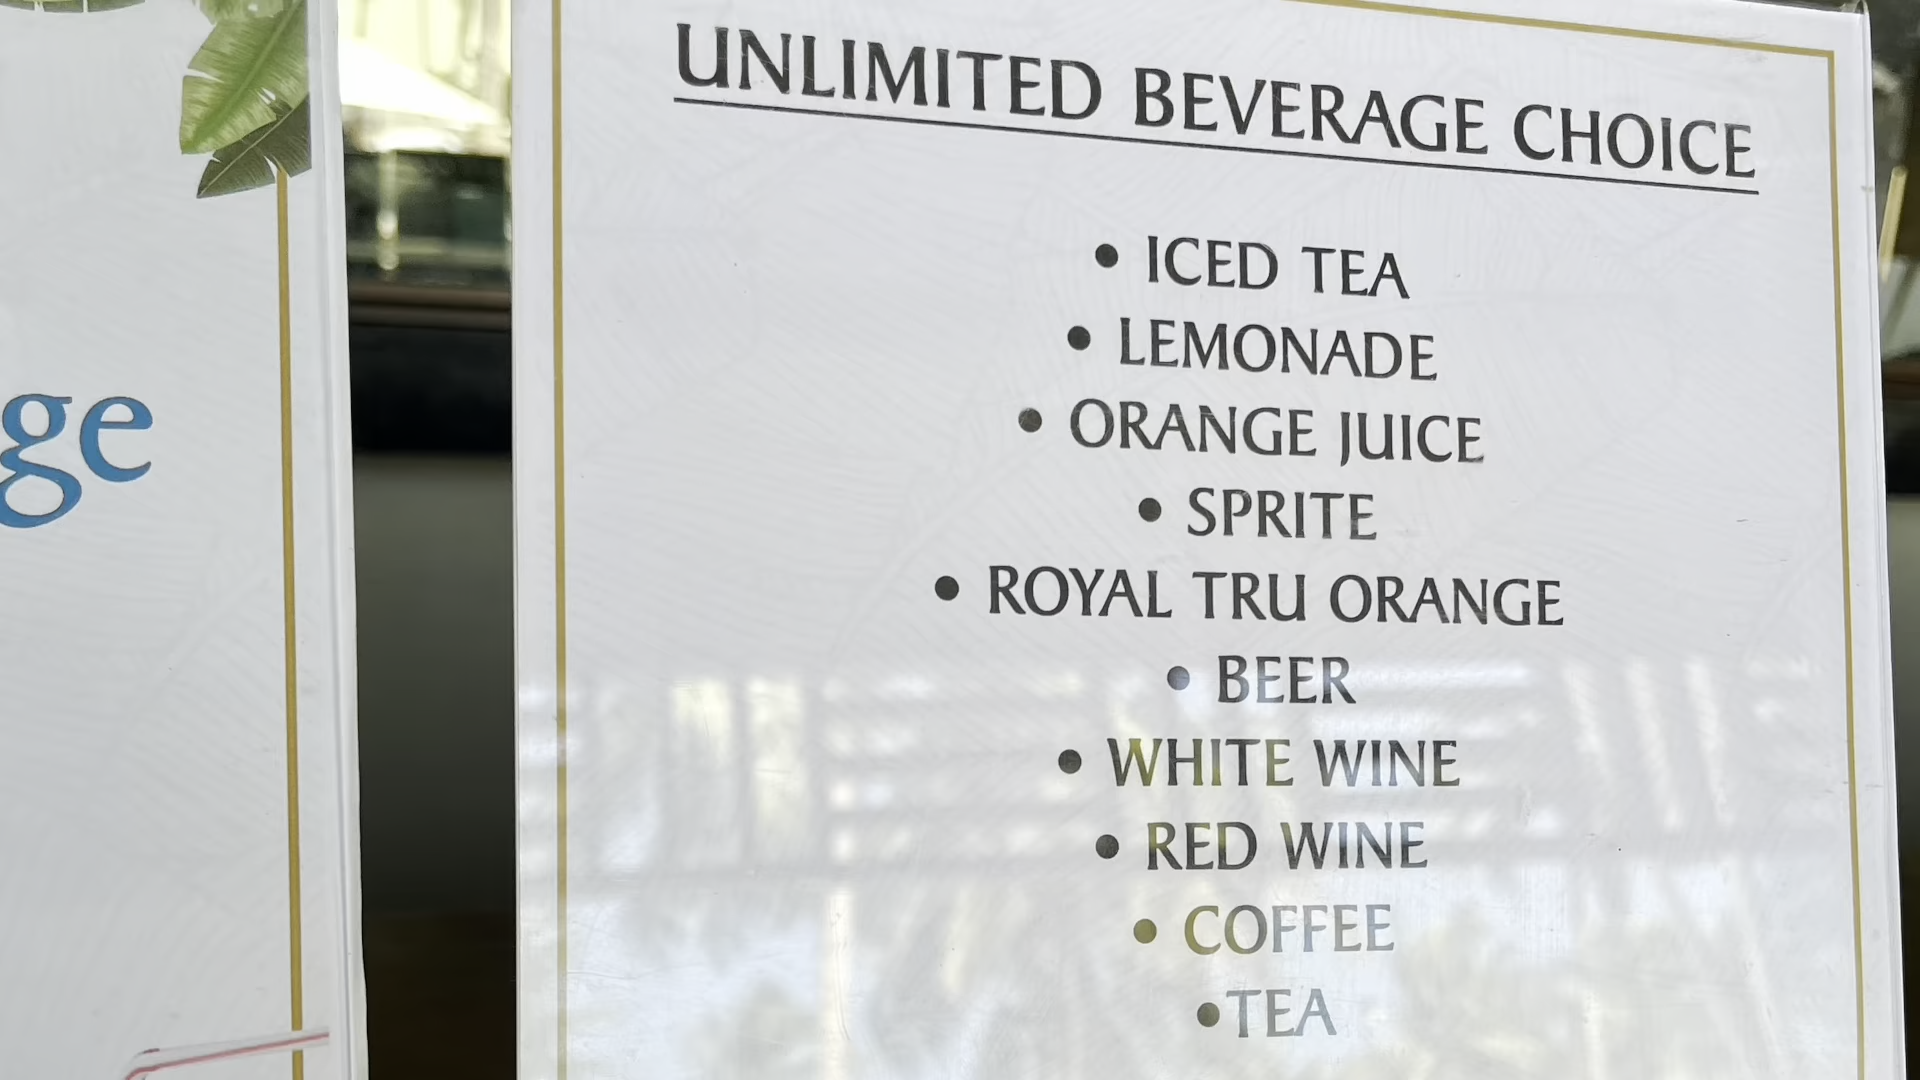 ge
UNLIMITED BEVERAGE CHOICE
• ICED TEA
• LEMONADE
• ORANGE JUICE
• SPRITE
• ROYAL TRU ORANGE
• BEER
• WHITE WINE
• RED WINE
• COFFEE
•TEA